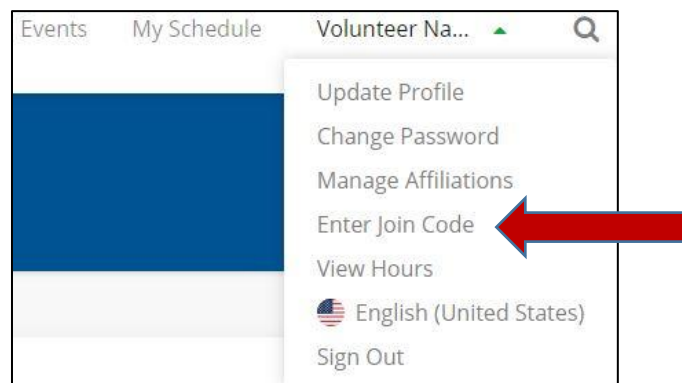 Events My Schedule Volunteer Na...
Update Profile
Change Password
Manage Affiliations
Enter Join Code
View Hours
English (United States)
Sign Out